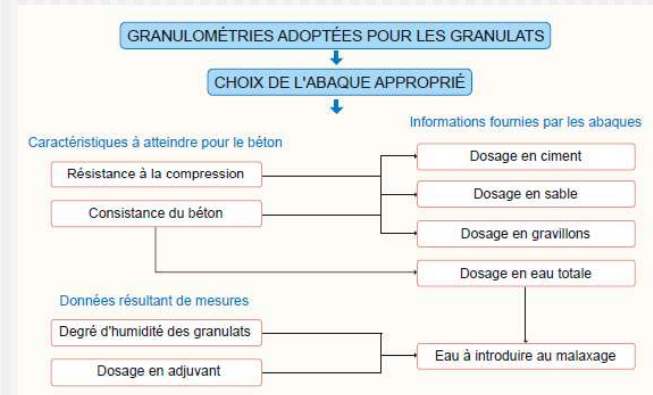 GRANULOMÉTRIES ADOPTÉES POUR LES GRANULATS
CHOIX DE L'ABAQUE APPROPRIÉ
Informations fournies par les abaques
Caractéristiques à atteindre pour le béton
Dosage en ciment
Résistance à la compression
Dosage en sable
Consistance du béton
Dosage en gravillons
Dosage en eau totale
Données résultant de mesures
Degré d'humidité des granulats
Eau à introduire au malaxage
Dosage en adjuvant